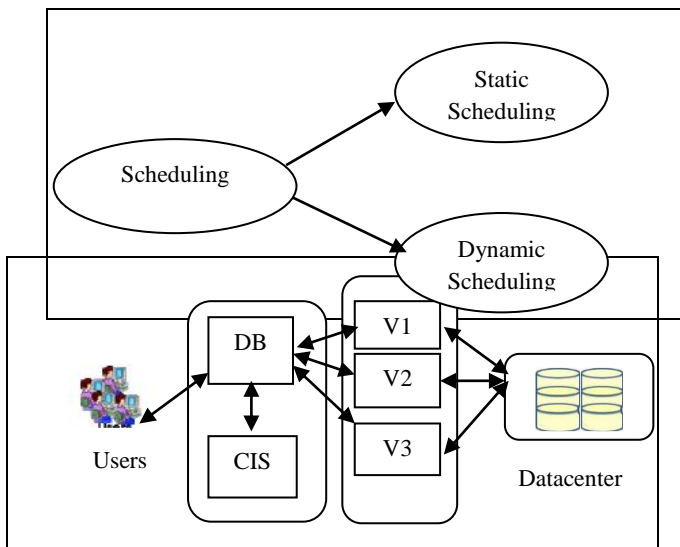 Static
Scheduling
Scheduling
Dynamic
Scheduling
DB
V1
V2
V3
CIS
Users
Datacenter